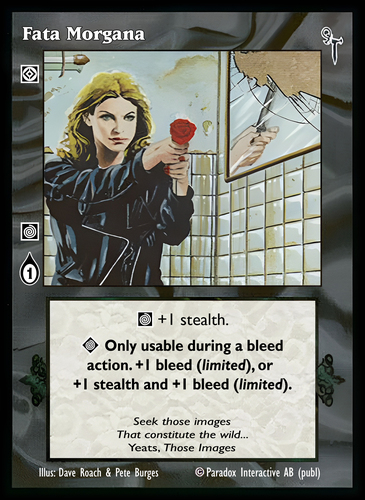 Fata Morgana
1
+1 stealth.
Only usable during a bleed
action. +1 bleed (limited), or
+1 stealth and +1 bleed (limited).
Seek those images
That constitute the wild...
Yeats, Those Images
Illus: Dave Roach & Pete Burges © Paradox Interactive AB (publ)